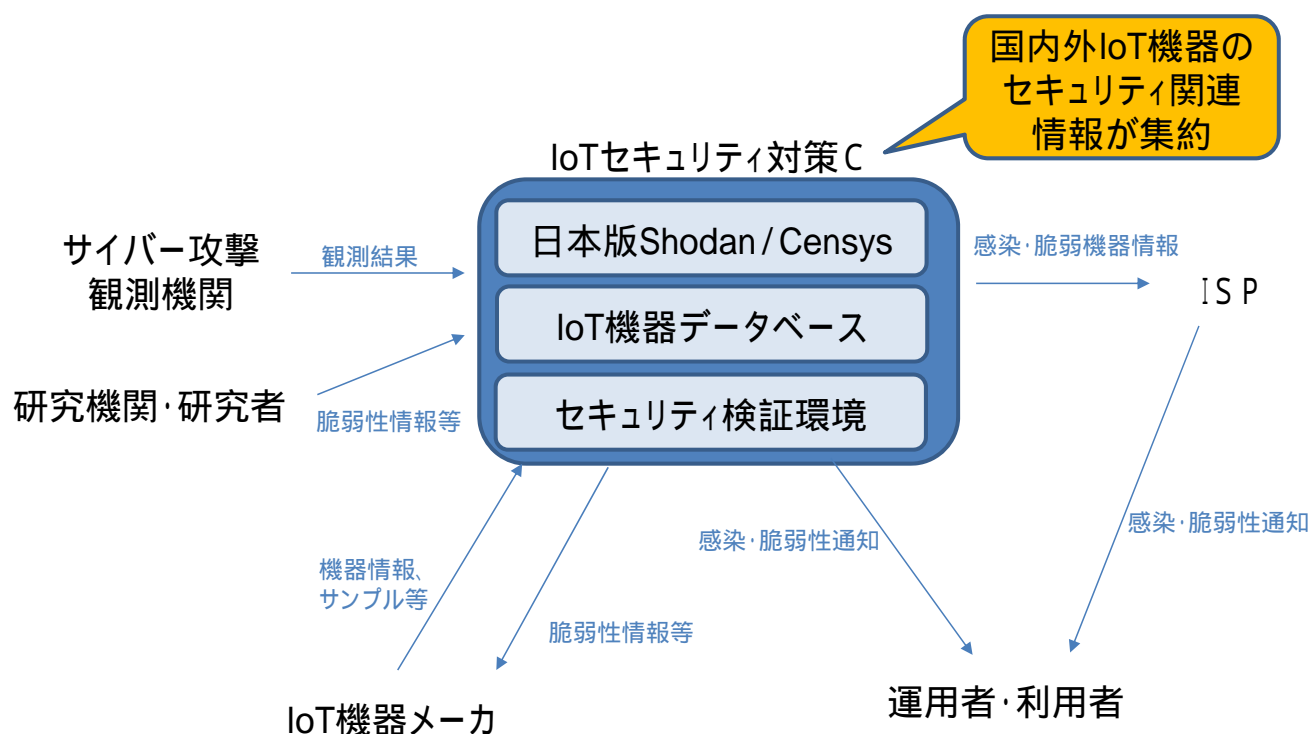 国内外IoT機器の
セキュリティ関連
情報が集約
IoTセキュリティ対策C
日本版Shodan / Censys
IoT機器データベース
セキュリティ検証環境
サイバー攻撃
観測機関
観測結果
研究機関・研究者
脆弱性情報等
感染・脆弱機器情報
ISP
機器情報、
サンプル等
脆弱性情報等
感染・脆弱性通知
感染・脆弱性通知
IoT機器メーカ
運用者・利用者